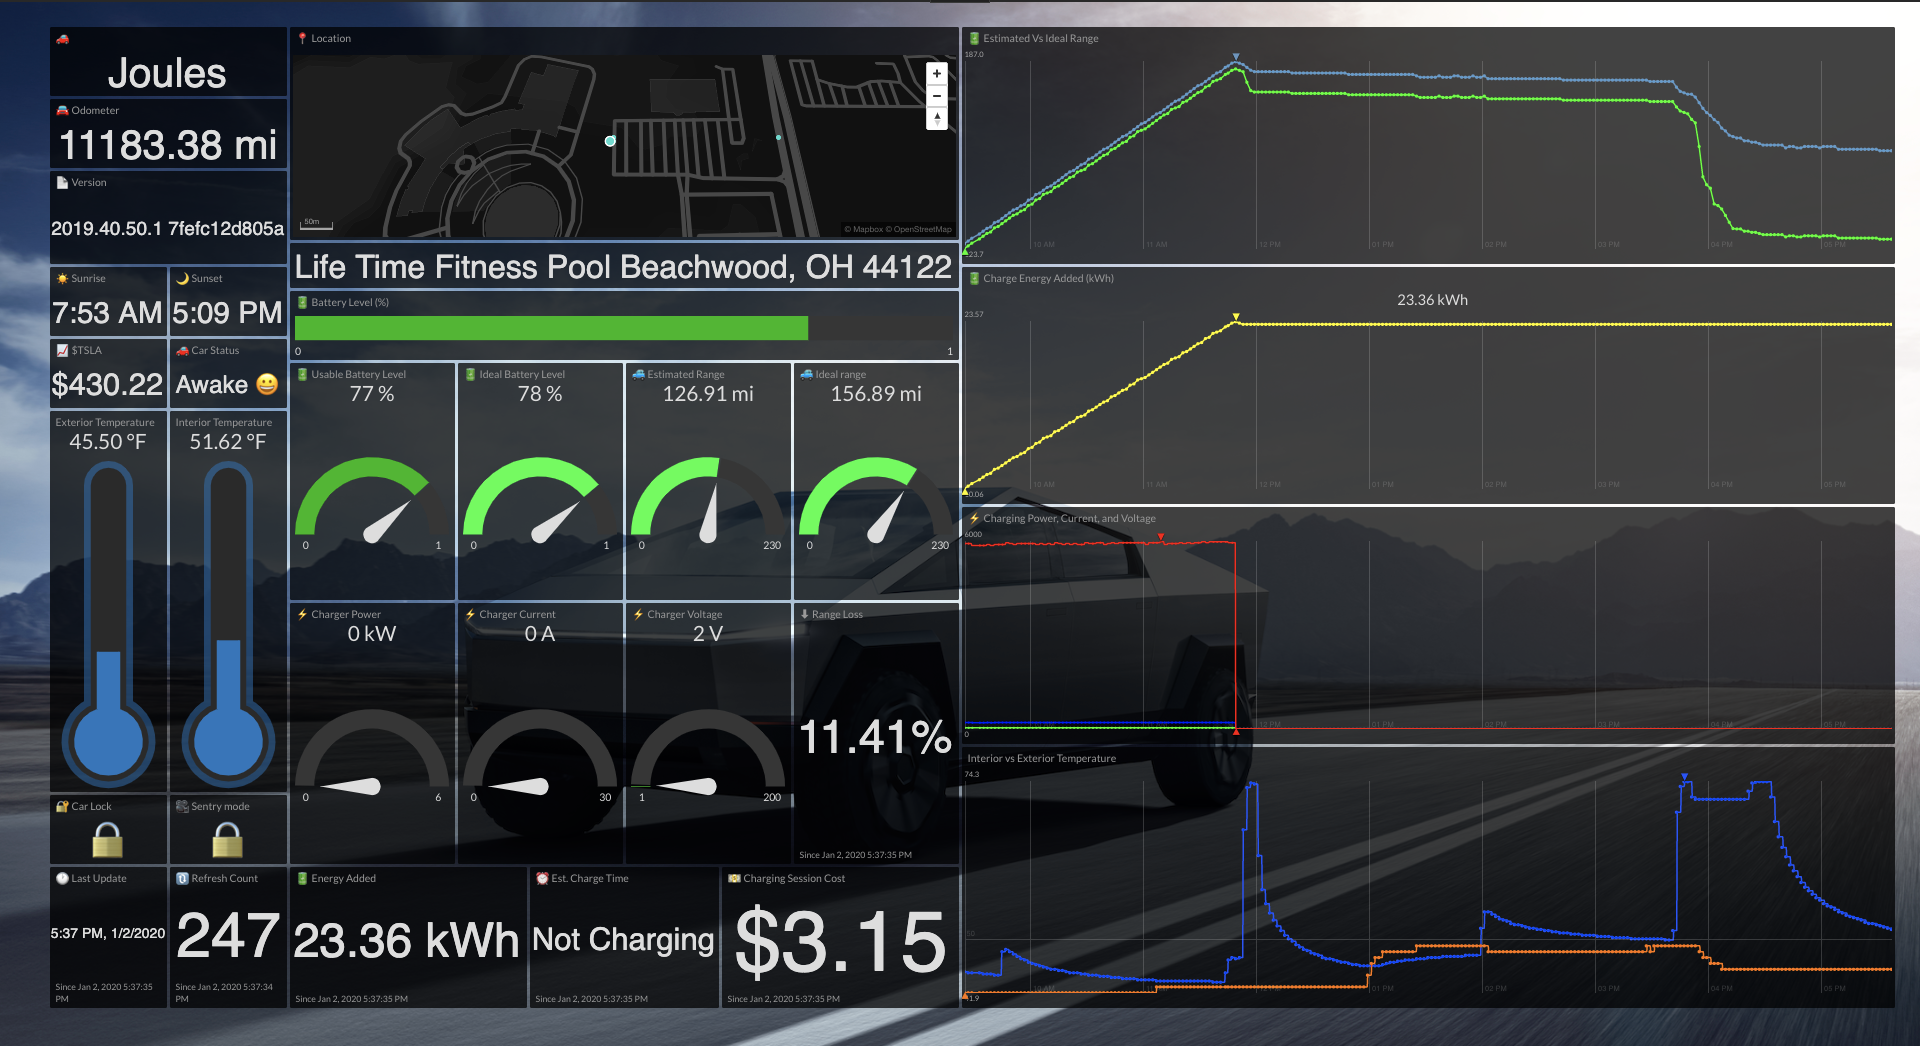 Joules
Odometer
11183.38 mi
Version
2019.40.50.1 7fefc12d805a
Sunrise
7:53 AM
Sunset
5:09 PM
$TSLA
$430.22
Car Status
Awake 😀
Exterior Temperature
45.50 °F
Interior Temperature
51.62 °F
Car Lock
Sentry mode
Last Update
5:37 PM, 1/2/2020
Since Jan 2, 2020 5:37:35
PM
Refresh Count
247
Since Jan 2, 2020 5:37:34
PM
Location
50m
© Mapbox © OpenStreetMap
Life Time Fitness Pool Beachwood, OH 44122
Battery Level (%)
0
1
Usable Battery Level
77 %
0
1
Ideal Battery Level
78 %
0
1
Estimated Range
126.91 mi
0
230
Ideal range
156.89 mi
0
230
Charger Power
0 kW
0
6
Charger Current
0 A
0
30
Charger Voltage
2 V
1
200
Range Loss
11.41%
Since Jan 2, 2020 5:37:35 PM
Energy Added
23.36 kWh
Since Jan 2, 2020 5:37:35 PM
Est. Charge Time
Not Charging
Since Jan 2, 2020 5:37:35 PM
Charging Session Cost
$3.15
Since Jan 2, 2020 5:37:35 PM
Estimated Vs Ideal Range
187.0
10 AM
11 AM
12 PM
01 PM
02 PM
03 PM
04 PM
05 PM
Charge Energy Added (kWh)
23.36 kWh
23.57
10 AM
11 AM
12 PM
01 PM
02 PM
03 PM
04 PM
05 PM
Charging Power, Current, and Voltage
6000
0
12 PM
01 PM
02 PM
03 PM
04 PM
05 PM
Interior vs Exterior Temperature
74.3
50
10 AM
11 AM
12 PM
01 PM
02 PM
03 PM
04 PM
05 PM